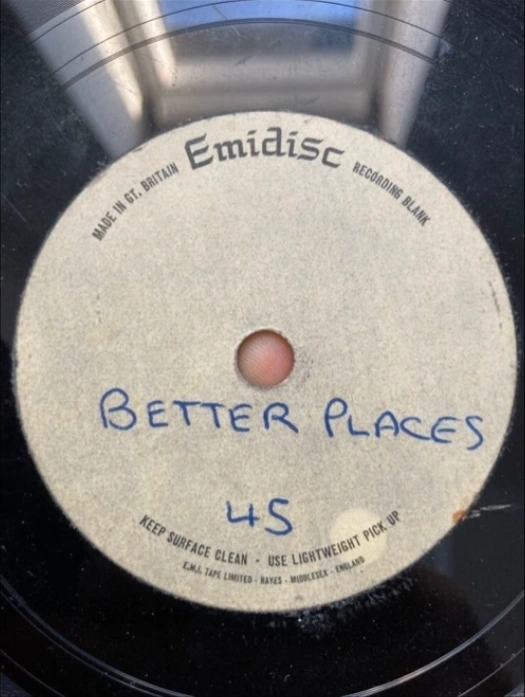 MADE IN GT. BRITAIN Emidisc RECORDING BLANK
BETTER PLACES
45
KEEP SURFACE CLEAN - USE LIGHTWEIGHT PICK UP
E.M.I. TAPE LIMITED - HAYES - MIDDLESEX - ENGLAND